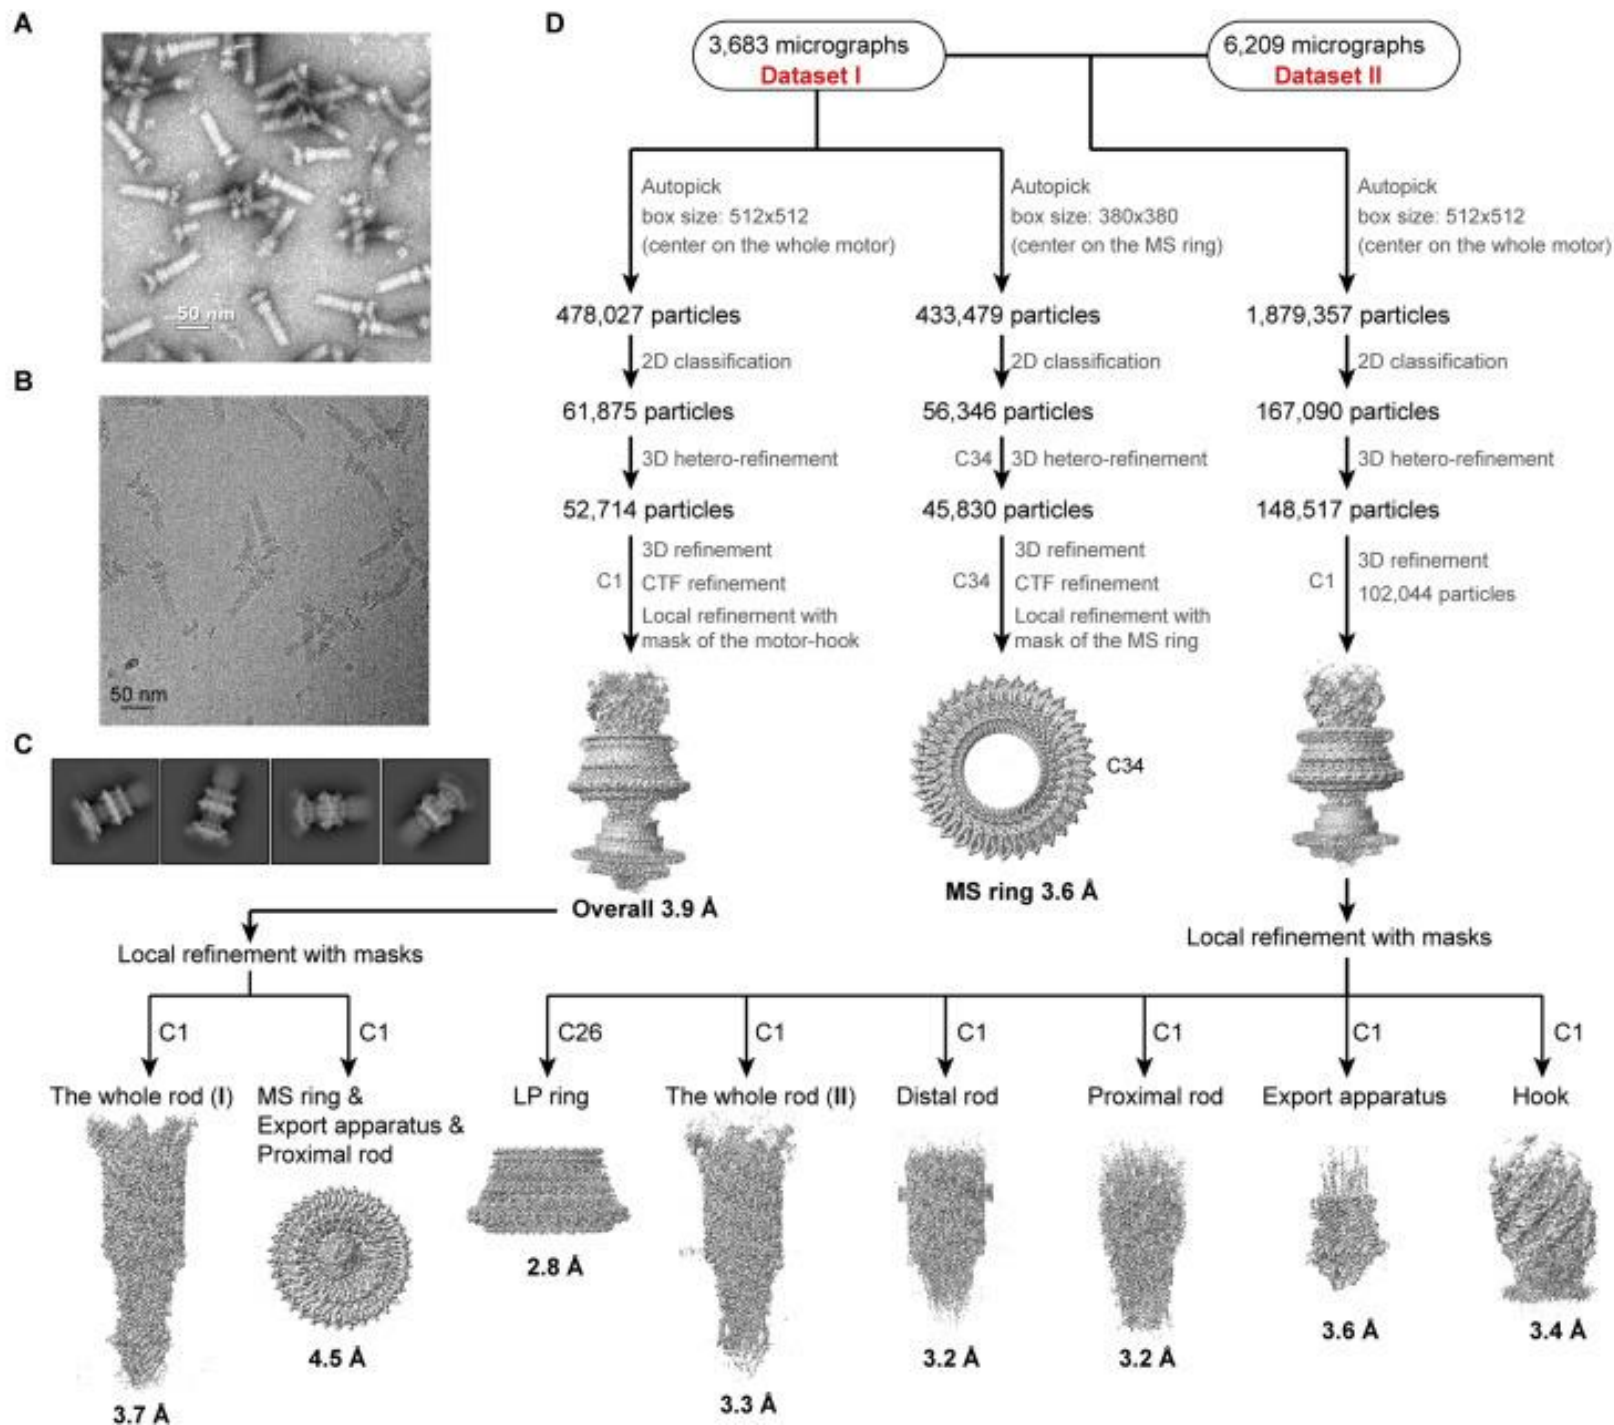 A
50 nm
B
50 nm
C
D
3,683 micrographs
Dataset I
6,209 micrographs
Dataset II
Autopick
box size: 512x512
(center on the whole motor)
Autopick
box size: 380x380
(center on the MS ring)
Autopick
box size: 512x512
(center on the whole motor)
478,027 particles
433,479 particles
1,879,357 particles
2D classification
2D classification
2D classification
61,875 particles
56,346 particles
167,090 particles
3D hetero-refinement
C34
3D hetero-refinement
3D hetero-refinement
52,714 particles
45,830 particles
148,517 particles
C1
3D refinement
CTF refinement
Local refinement with
mask of the motor-hook
C34
3D refinement
CTF refinement
Local refinement with
mask of the MS ring
C1
3D refinement
102,044 particles
C34
Overall 3.9 Å
MS ring 3.6 Å
Local refinement with masks
Local refinement with masks
C1
C1
C26
C1
C1
C1
C1
C1
The whole rod (I)
3.7 Å
MS ring &
Export apparatus &
Proximal rod
4.5 Å
LP ring
2.8 Å
The whole rod (II)
3.3 Å
Distal rod
3.2 Å
Proximal rod
3.2 Å
Export apparatus
3.6 Å
Hook
3.4 Å